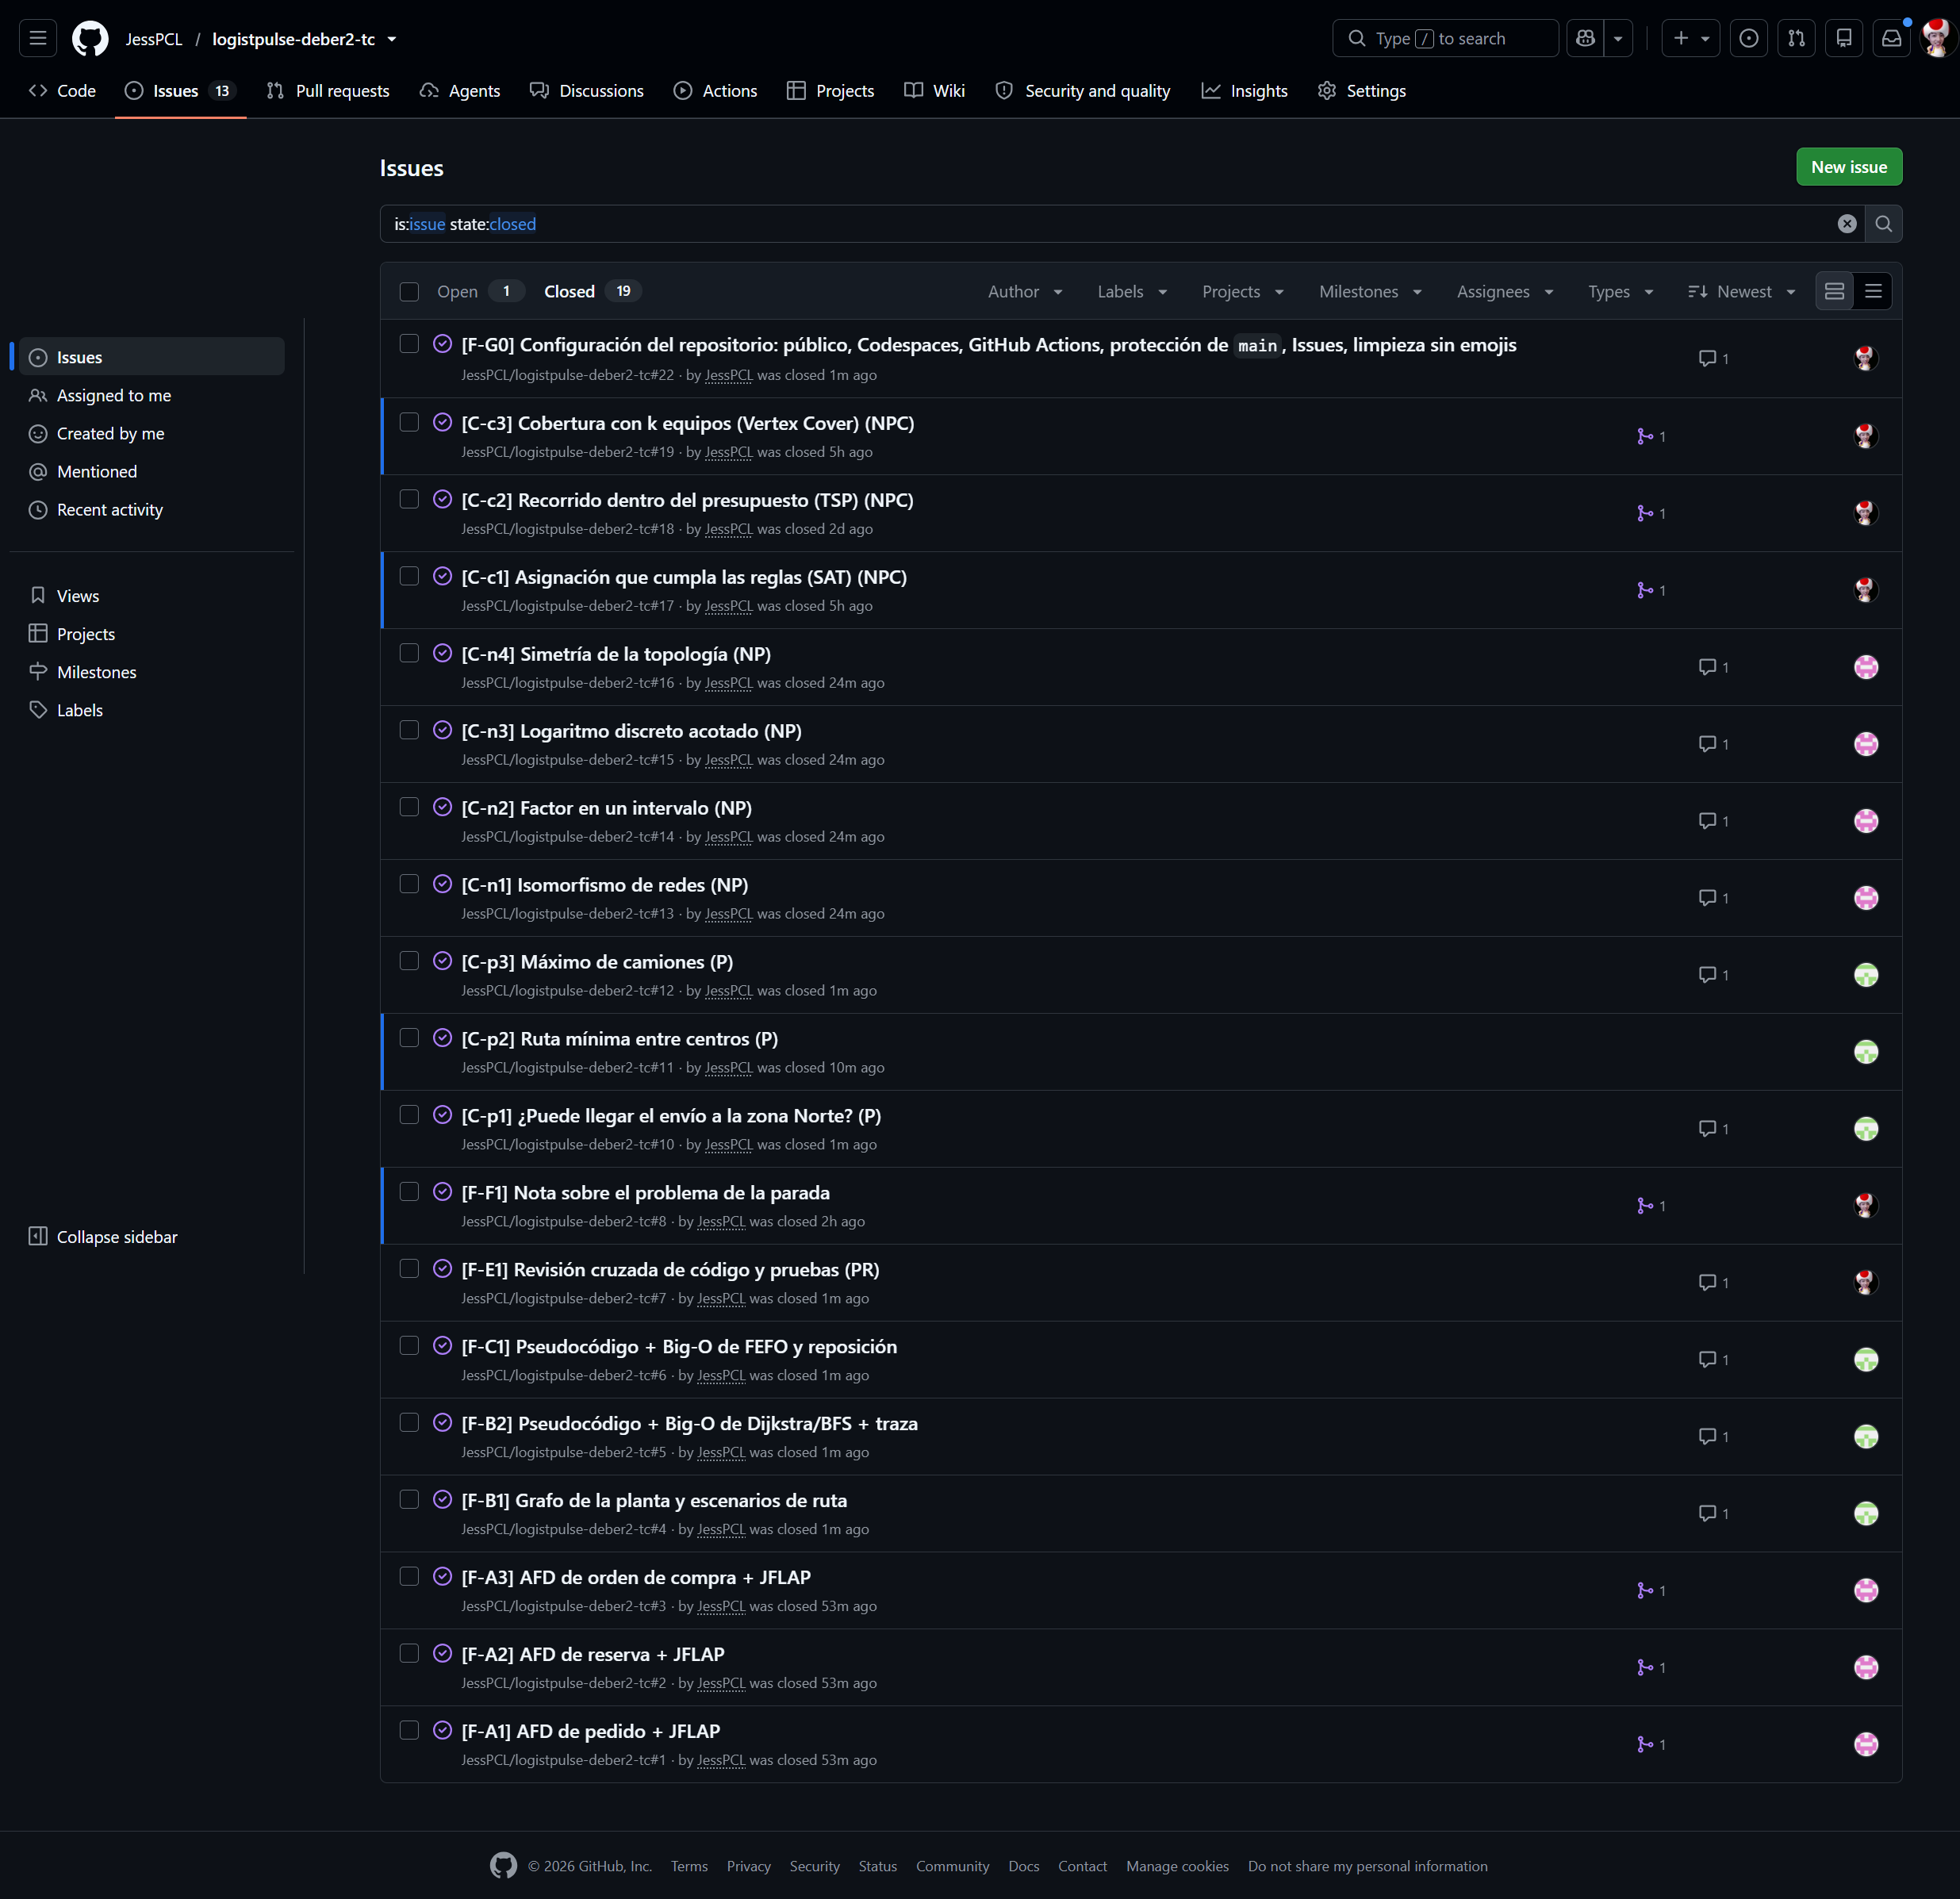 JessPCL / logistpulse-deber2-tc
Type / to search
Code
Issues 13
Pull requests
Agents
Discussions
Actions
Projects
Wiki
Security and quality
Insights
Settings
Issues
New issue
is:issue state:closed
Issues
Assigned to me
Created by me
Mentioned
Recent activity
Views
Projects
Milestones
Labels
Collapse sidebar
Open 1 Closed 19 Author Labels Projects Milestones Assignees Types Newest
[F-G0] Configuración del repositorio: público, Codespaces, GitHub Actions, protección de main, Issues, limpieza sin emojis
1
JessPCL/logistpulse-deber2-tc#22 · by JessPCL was closed 1m ago
[C-c3] Cobertura con k equipos (Vertex Cover) (NPC)
1
JessPCL/logistpulse-deber2-tc#19 · by JessPCL was closed 5h ago
[C-c2] Recorrido dentro del presupuesto (TSP) (NPC)
1
JessPCL/logistpulse-deber2-tc#18 · by JessPCL was closed 2d ago
[C-c1] Asignación que cumpla las reglas (SAT) (NPC)
1
JessPCL/logistpulse-deber2-tc#17 · by JessPCL was closed 5h ago
[C-n4] Simetría de la topología (NP)
1
JessPCL/logistpulse-deber2-tc#16 · by JessPCL was closed 24m ago
[C-n3] Logaritmo discreto acotado (NP)
1
JessPCL/logistpulse-deber2-tc#15 · by JessPCL was closed 24m ago
[C-n2] Factor en un intervalo (NP)
1
JessPCL/logistpulse-deber2-tc#14 · by JessPCL was closed 24m ago
[C-n1] Isomorfismo de redes (NP)
1
JessPCL/logistpulse-deber2-tc#13 · by JessPCL was closed 24m ago
[C-p3] Máximo de camiones (P)
1
JessPCL/logistpulse-deber2-tc#12 · by JessPCL was closed 1m ago
[C-p2] Ruta mínima entre centros (P)
JessPCL/logistpulse-deber2-tc#11 · by JessPCL was closed 10m ago
[C-p1] ¿Puede llegar el envío a la zona Norte? (P)
1
JessPCL/logistpulse-deber2-tc#10 · by JessPCL was closed 1m ago
[F-F1] Nota sobre el problema de la parada
1
JessPCL/logistpulse-deber2-tc#8 · by JessPCL was closed 2h ago
[F-E1] Revisión cruzada de código y pruebas (PR)
1
JessPCL/logistpulse-deber2-tc#7 · by JessPCL was closed 1m ago
[F-C1] Pseudocódigo + Big-O de FEFO y reposición
1
JessPCL/logistpulse-deber2-tc#6 · by JessPCL was closed 1m ago
[F-B2] Pseudocódigo + Big-O de Dijkstra/BFS + traza
1
JessPCL/logistpulse-deber2-tc#5 · by JessPCL was closed 1m ago
[F-B1] Grafo de la planta y escenarios de ruta
1
JessPCL/logistpulse-deber2-tc#4 · by JessPCL was closed 1m ago
[F-A3] AFD de orden de compra + JFLAP
1
JessPCL/logistpulse-deber2-tc#3 · by JessPCL was closed 53m ago
[F-A2] AFD de reserva + JFLAP
1
JessPCL/logistpulse-deber2-tc#2 · by JessPCL was closed 53m ago
[F-A1] AFD de pedido + JFLAP
1
JessPCL/logistpulse-deber2-tc#1 · by JessPCL was closed 53m ago
© 2026 GitHub, Inc. Terms Privacy Security Status Community Docs Contact Manage cookies Do not share my personal information